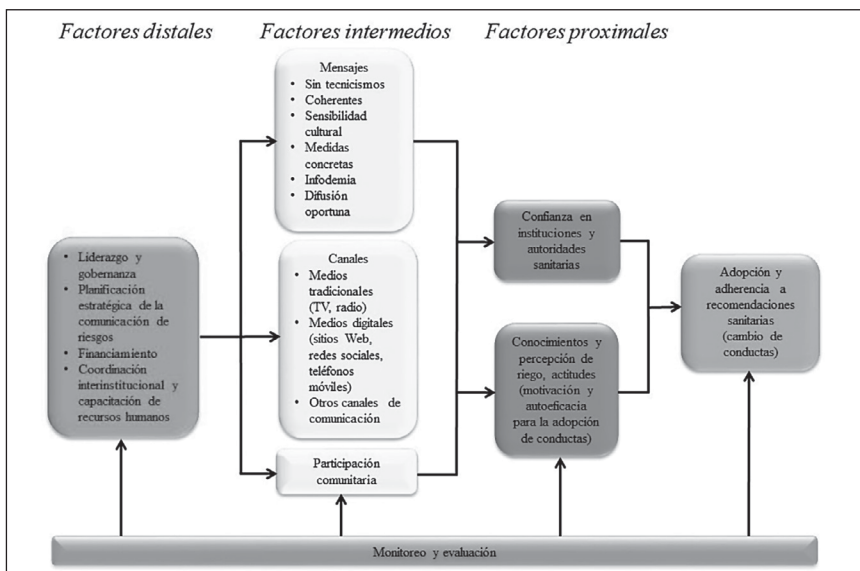 Factores distales
Factores intermedios
Factores proximales
Mensajes
• Sin tecnicismos
• Coherentes
• Sensibilidad
cultural
• Medidas
concretas
• Infodemia
• Difusión
oportuna
• Liderazgo y
gobernanza
• Planificación
estratégica de la
comunicación de
riesgos
• Financiamiento
• Coordinación
interinstitucional y
capacitación de
recursos humanos
Canales
• Medios
tradicionales
(TV, radio)
• Medios digitales
(sitios Web,
redes sociales,
teléfonos
móviles)
• Otros canales de
comunicación
Participación
comunitaria
Confianza en
instituciones y
autoridades
sanitarias
Conocimientos y
percepción de
riego, actitudes
(motivación y
autoeficacia
para la adopción
de conductas)
Adopción y
adherencia a
recomendaciones
sanitarias
(cambio de
conductas)
Monitoreo y evaluación